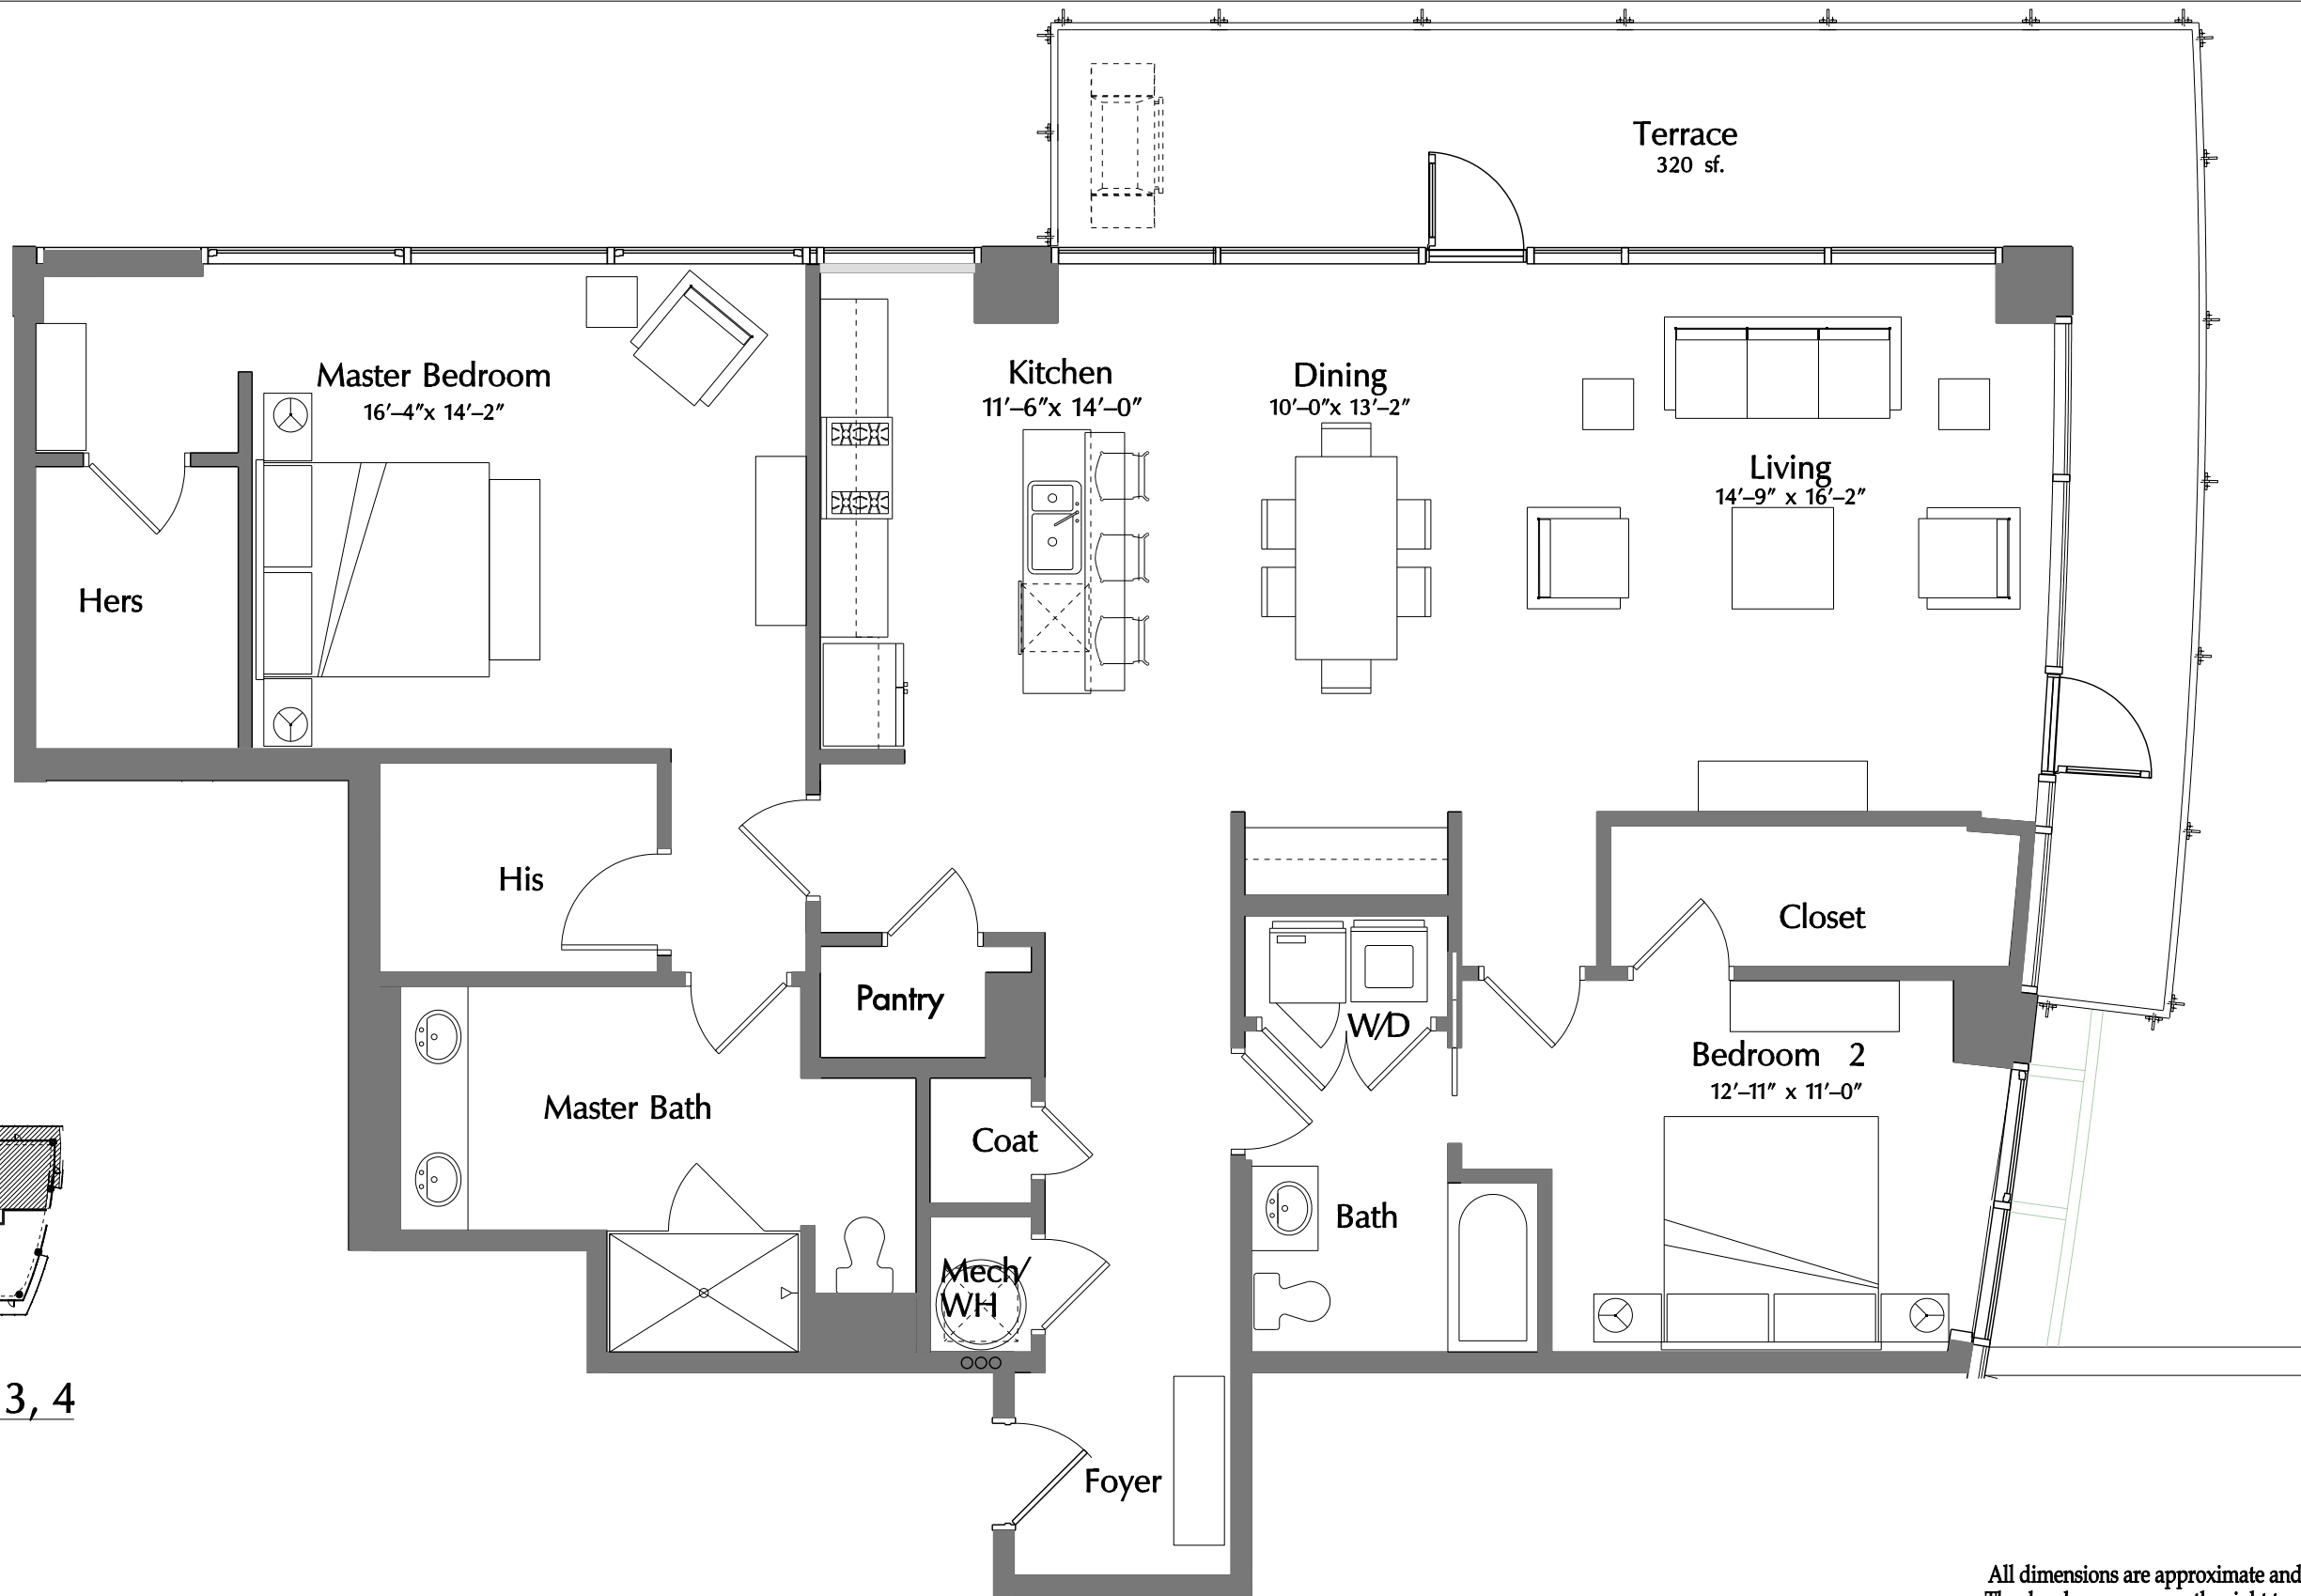 Terrace
320 sf.
Master Bedroom
16'–4"x 14'–2"
Kitchen
11'–6"x 14'–0"
Dining
10'–0"x 13'–2"
Living
14'–9" x 16'–2"
Hers
His
Closet
Pantry
W/D
Bedroom 2
12'–11" x 11'–0"
Master Bath
Coat
Bath
Mech/
WH
3, 4
Foyer
All dimensions are approximate and